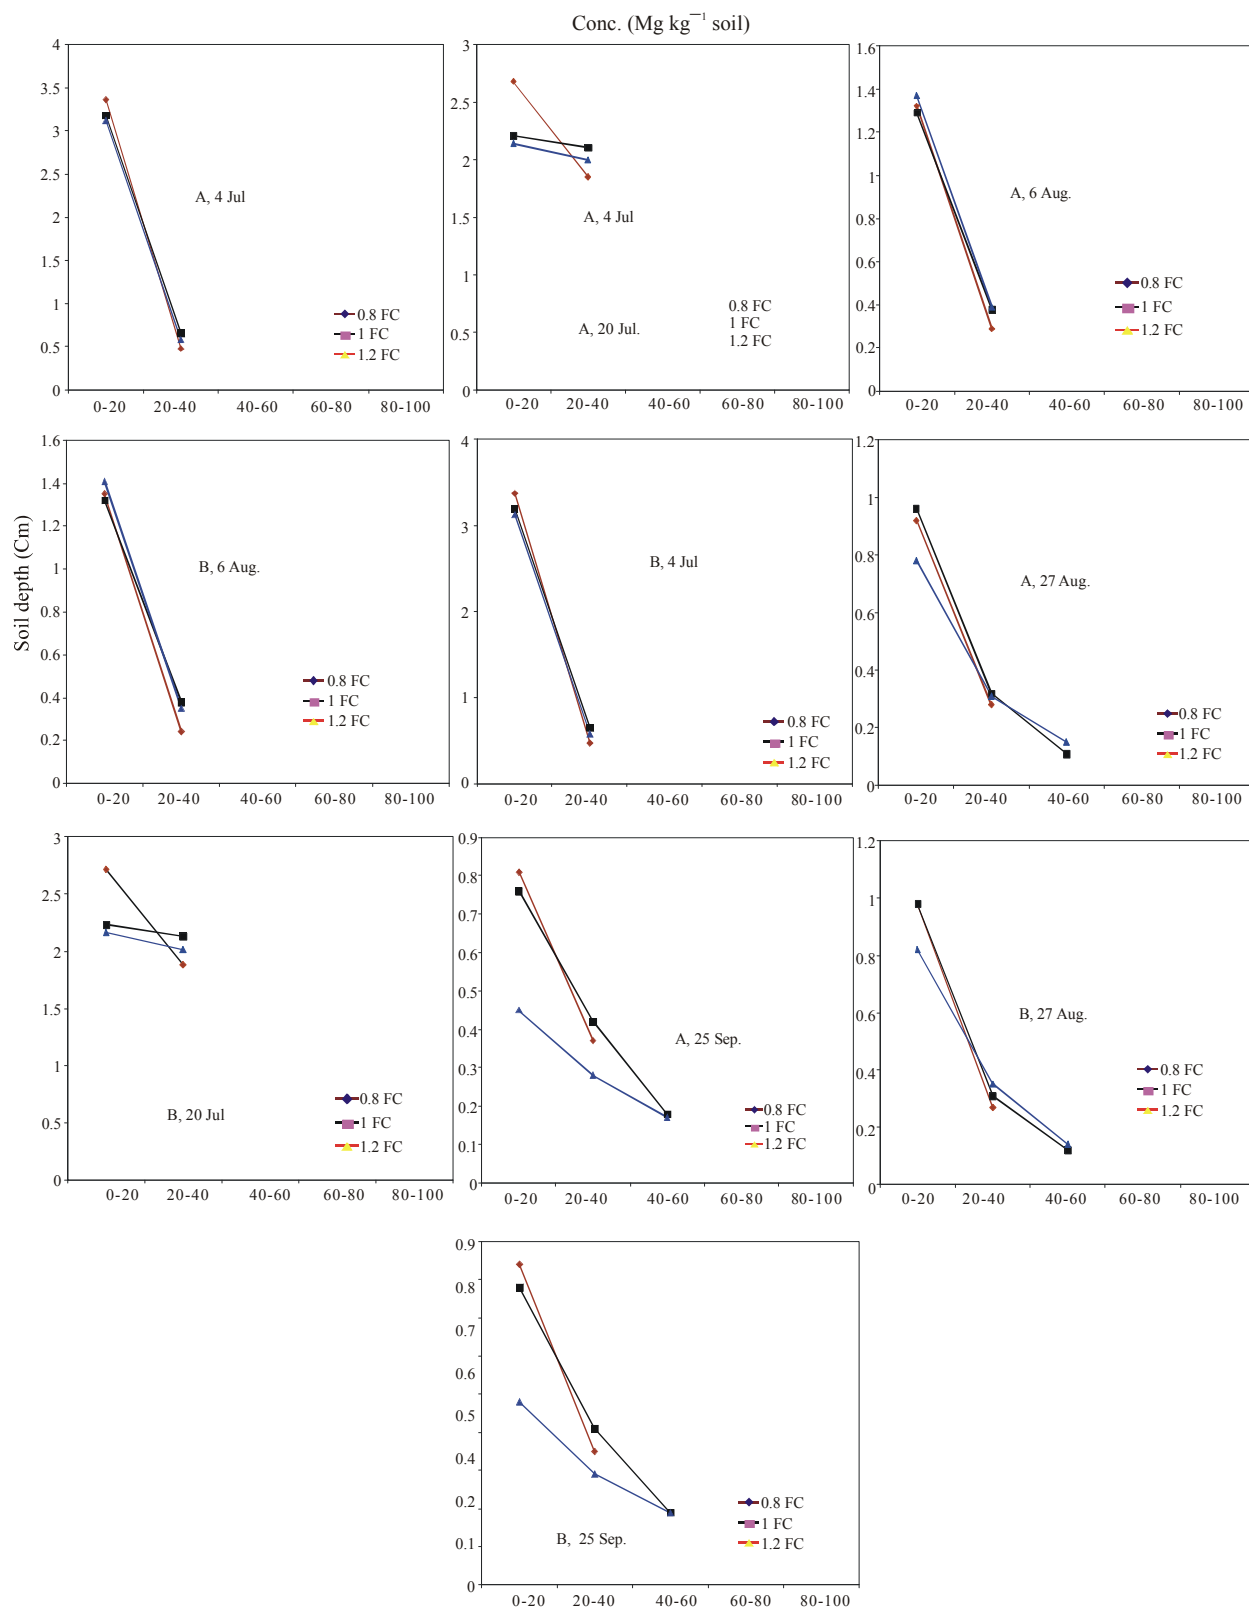 Conc. (Mg kg⁻¹ soil)
Soil depth (Cm)
4
3.5
3
2.5
2
1.5
1
0.5
0
A, 4 Jul
0.8 FC
1 FC
1.2 FC
0-20 20-40 40-60 60-80 80-100
3
2.5
2
1.5
1
0.5
0
A, 4 Jul
A, 20 Jul.
0.8 FC
1 FC
1.2 FC
0-20 20-40 40-60 60-80 80-100
1.6
1.4
1.2
1
0.8
0.6
0.4
0.2
0
A, 6 Aug.
0.8 FC
1 FC
1.2 FC
0-20 20-40 40-60 60-80 80-100
1.6
1.4
1.2
1
0.8
0.6
0.4
0.2
0
B, 6 Aug.
0.8 FC
1 FC
1.2 FC
0-20 20-40 40-60 60-80 80-100
4
3
2
1
0
B, 4 Jul
0.8 FC
1 FC
1.2 FC
0-20 20-40 40-60 60-80 80-100
1.2
1
0.8
0.6
0.4
0.2
0
A, 27 Aug.
0.8 FC
1 FC
1.2 FC
0-20 20-40 40-60 60-80 80-100
3
2.5
2
1.5
1
0.5
0
B, 20 Jul
0.8 FC
1 FC
1.2 FC
0-20 20-40 40-60 60-80 80-100
0.9
0.8
0.7
0.6
0.5
0.4
0.3
0.2
0.1
0
A, 25 Sep.
0.8 FC
1 FC
1.2 FC
0-20 20-40 40-60 60-80 80-100
1.2
1
0.8
0.6
0.4
0.2
0
B, 27 Aug.
0.8 FC
1 FC
1.2 FC
0-20 20-40 40-60 60-80 80-100
0.9
0.8
0.7
0.6
0.5
0.4
0.2
0.1
0
B, 25 Sep.
0.8 FC
1 FC
1.2 FC
0-20 20-40 40-60 60-80 80-100